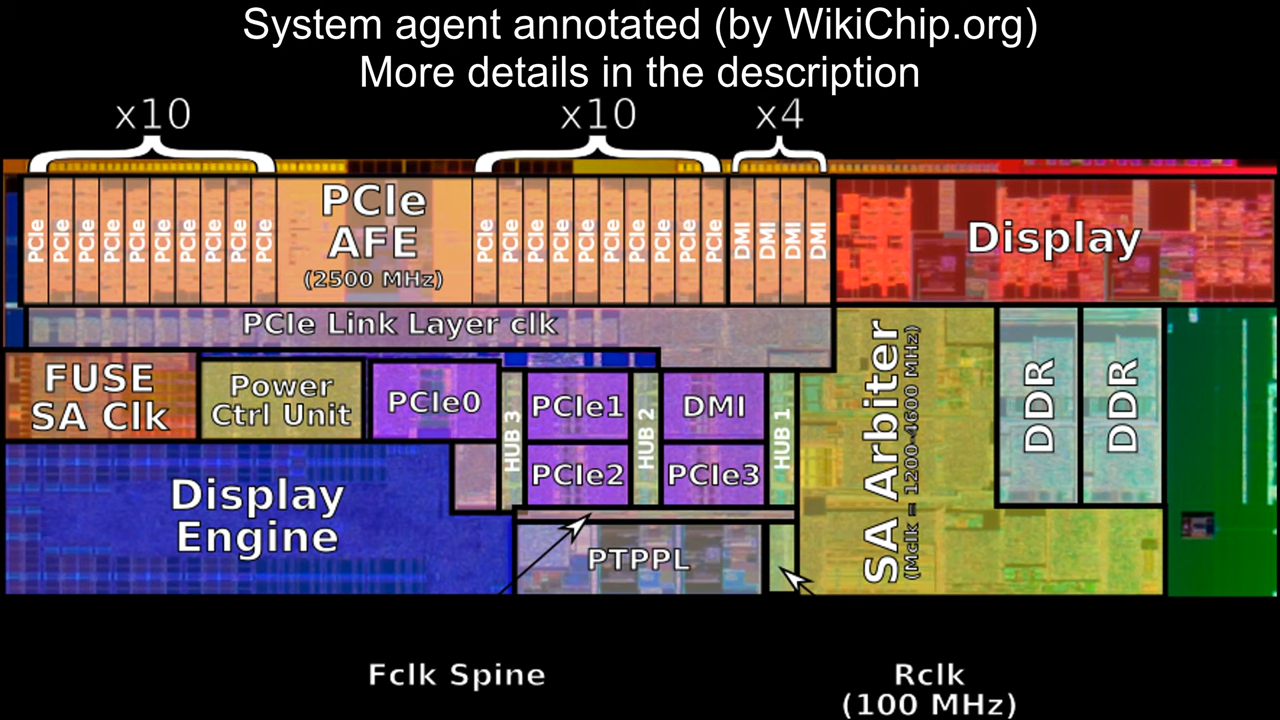 System agent annotated (by WikiChip.org)
More details in the description
x10
x10
x4
PCIe PCIe PCIe PCIe PCIe PCIe PCIe PCIe PCIe PCIe
PCIe
AFE
(2500 MHz)
PCIe PCIe PCIe PCIe PCIe PCIe PCIe PCIe PCIe PCIe
DMI DMI DMI DMI
Display
PCIe Link Layer clk
FUSE
SA Clk
Power
Ctrl Unit
PCIe0
HUB 3
PCIe1
HUB 2
DMI
HUB 1
PCIe2
PCIe3
SA Arbiter
(Mclk = 1200-4600 MHz)
DDR
DDR
Display
Engine
PTPPL
Fclk Spine
Rclk
(100 MHz)